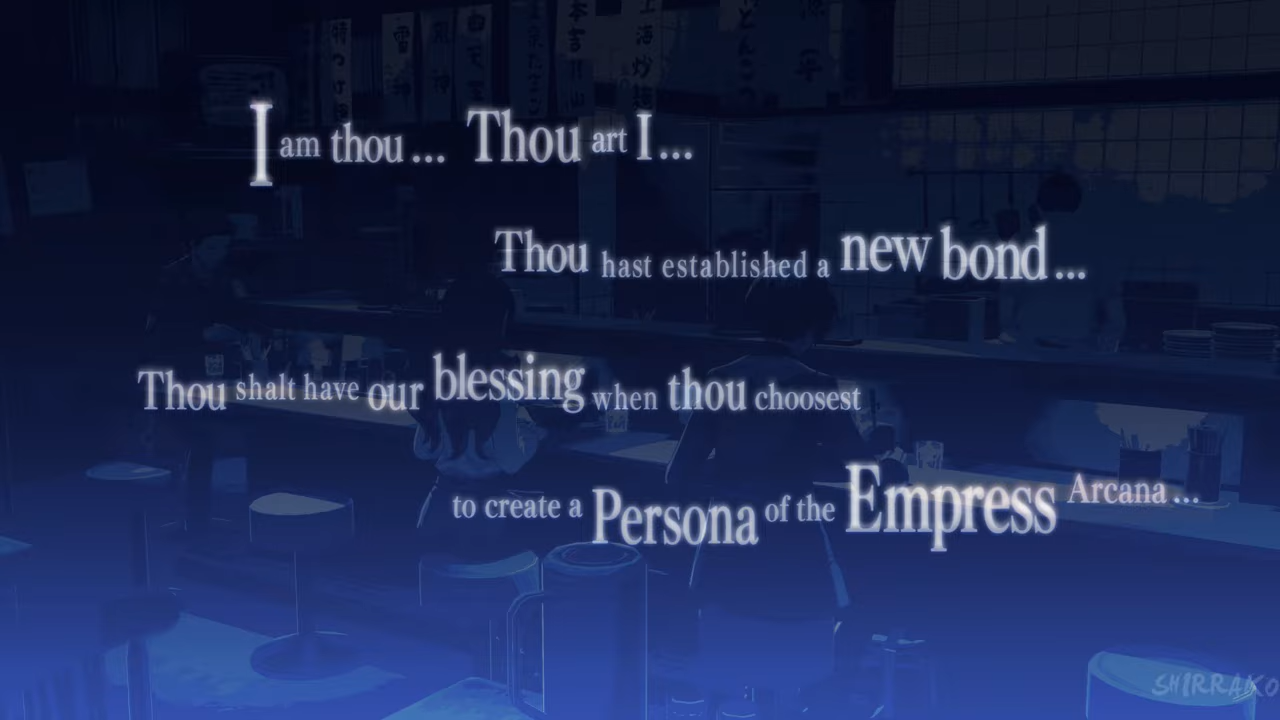 I am thou... Thou art I...
Thou hast established a new bond...
Thou shalt have our blessing when thou choosest
to create a Persona of the Empress Arcana...
SHIRRAKO